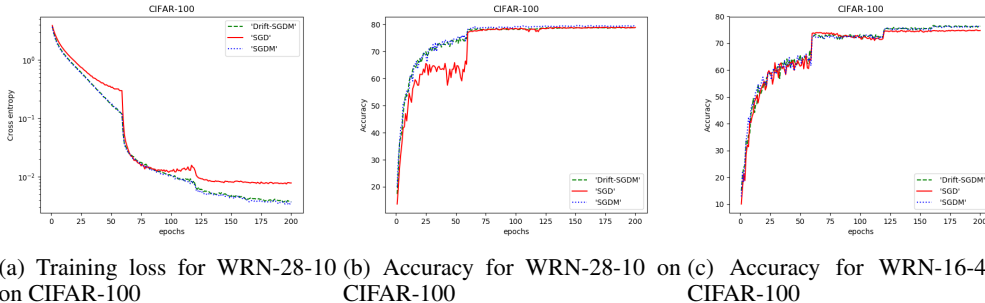 CIFAR-100
Cross entropy
10^0
10^{-1}
10^{-2}
0 25 50 75 100 125 150 175 200
epochs
'Drift-SGDM'
'SGD'
'SGDM'
CIFAR-100
Accuracy
80
70
60
50
40
30
20
0 25 50 75 100 125 150 175 200
epochs
'Drift-SGDM'
'SGD'
'SGDM'
CIFAR-100
Accuracy
80
70
60
50
40
30
20
10
0 25 50 75 100 125 150 175 200
epochs
'Drift-SGDM'
'SGD'
'SGDM'
(a) Training loss for WRN-28-10
on CIFAR-100
(b) Accuracy for WRN-28-10 on
CIFAR-100
(c) Accuracy for WRN-16-4
CIFAR-100